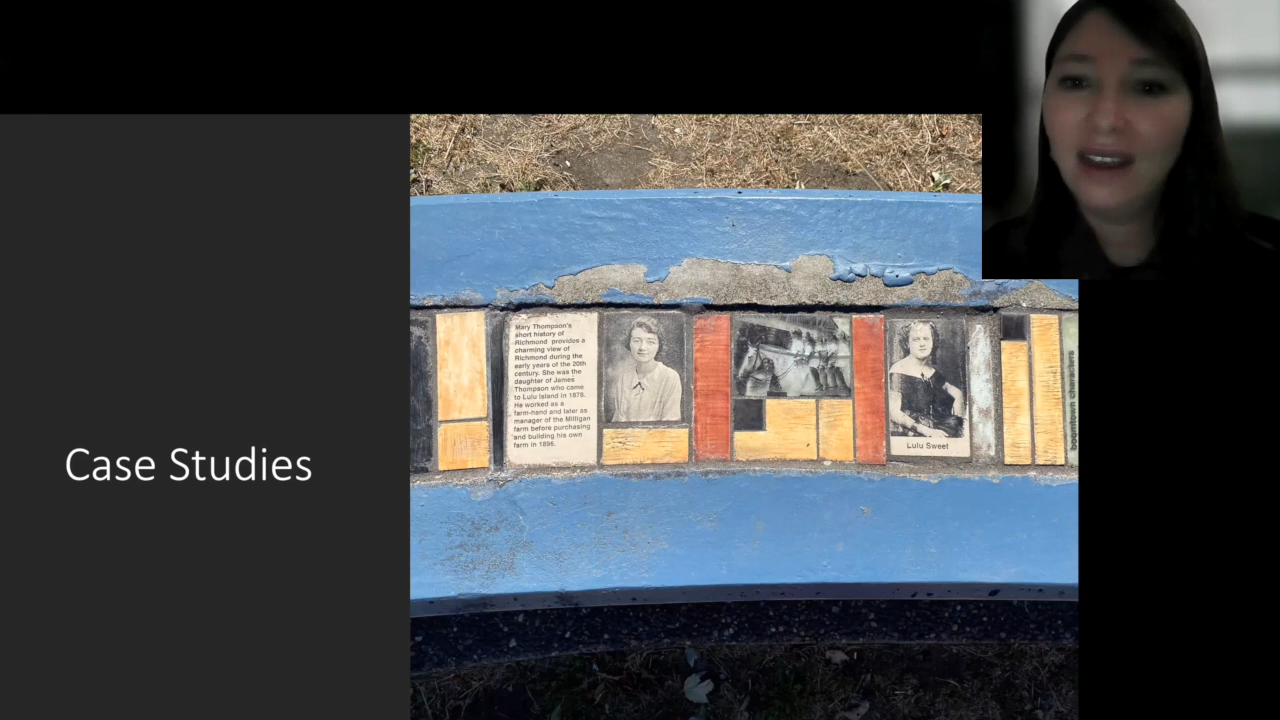 Case Studies
Mary Thompson's
short history of
Richmond provides a
charming view of
Richmond during the
early years of the 20th
century. She was the
daughter of James
Thompson who came
to Lulu Island in 1878.
He worked as a
farm-hand and later as
manager of the Milligan
farm before purchasing
and building his own
farm in 1896.
Lulu Sweet
boomtown characters